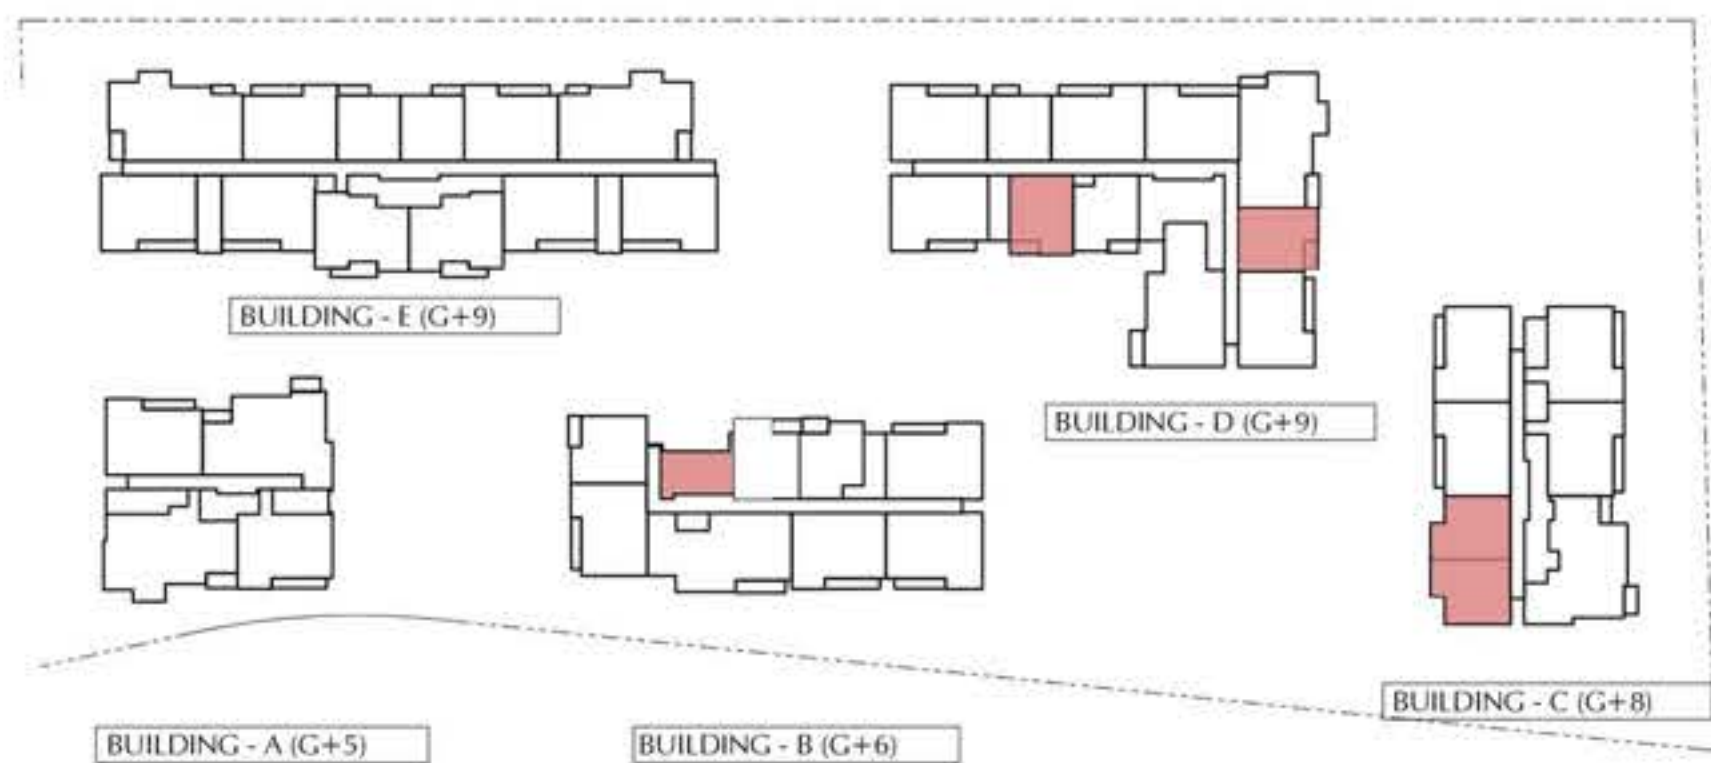 BUILDING - E (G+9)
BUILDING - D (G+9)
BUILDING - C (G+8)
BUILDING - A (G+5)
BUILDING - B (G+6)